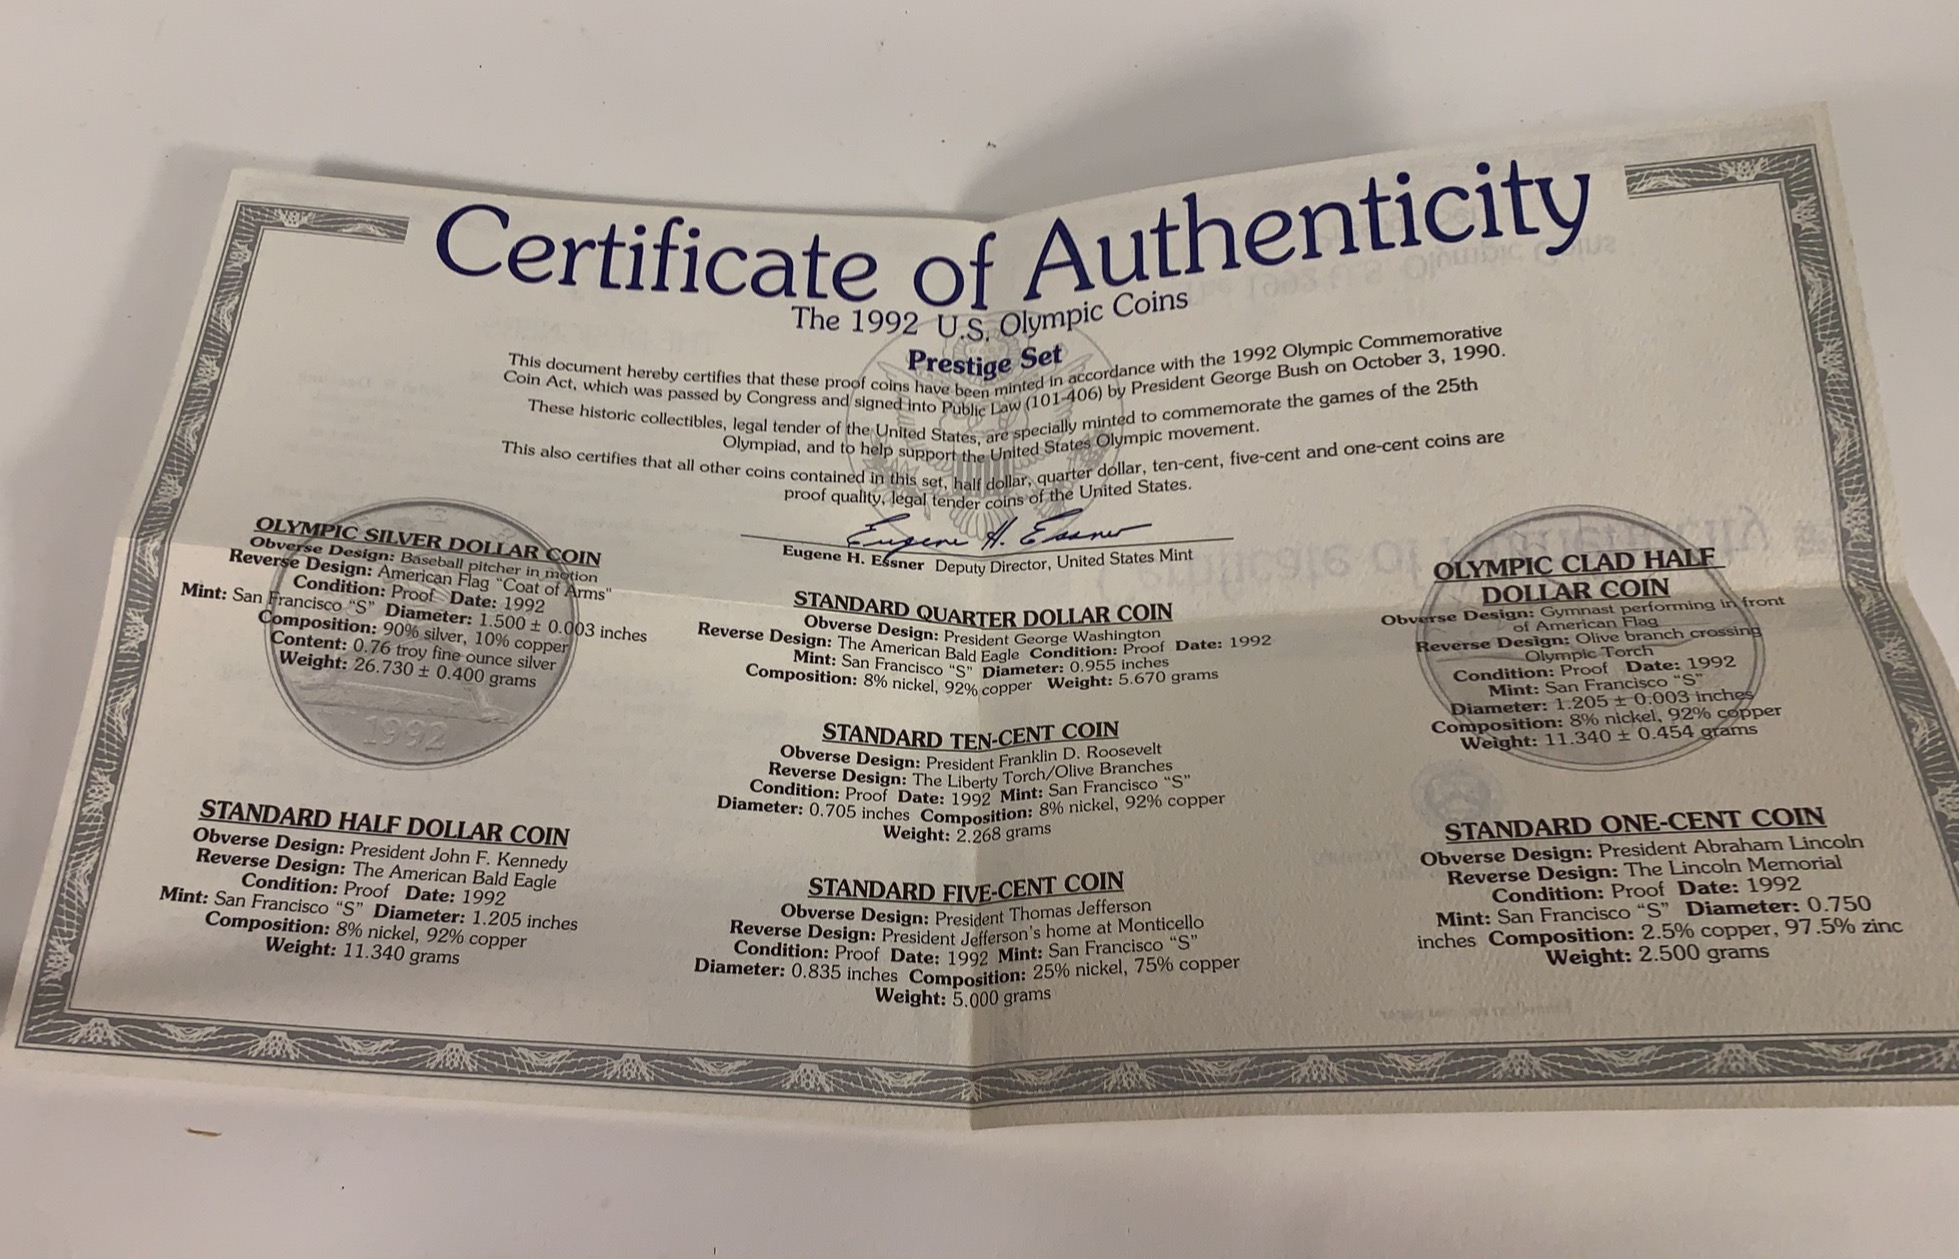 Certificate of Authenticity
The 1992 U.S. Olympic Coins
Prestige Set
This document hereby certifies that these proof coins have been minted in accordance with the 1992 Olympic Commemorative
Coin Act, which was passed by Congress and signed into Public Law (101-406) by President George Bush on October 3, 1990.
These historic collectibles, legal tender of the United States, are specially minted to commemorate the games of the 25th
Olympiad, and to help support the United States Olympic movement.
This also certifies that all other coins contained in this set, half dollar, quarter dollar, ten-cent, five-cent and one-cent coins are
proof quality, legal tender coins of the United States.
Eugene H. Essner
Eugene H. Essner Deputy Director, United States Mint
OLYMPIC SILVER DOLLAR COIN
Obverse Design: Baseball pitcher in motion
Reverse Design: American Flag "Coat of Arms"
Condition: Proof Date: 1992
Mint: San Francisco "S" Diameter: 1.500 ± 0.003 inches
Composition: 90% silver, 10% copper
Content: 0.76 troy fine ounce silver
Weight: 26.730 ± 0.400 grams
1992
STANDARD HALF DOLLAR COIN
Obverse Design: President John F. Kennedy
Reverse Design: The American Bald Eagle
Condition: Proof Date: 1992
Mint: San Francisco "S" Diameter: 1.205 inches
Composition: 8% nickel, 92% copper
Weight: 11.340 grams
STANDARD QUARTER DOLLAR COIN
Obverse Design: President George Washington
Reverse Design: The American Bald Eagle Condition: Proof Date: 1992
Mint: San Francisco "S" Diameter: 0.955 inches
Composition: 8% nickel, 92% copper Weight: 5.670 grams
STANDARD TEN-CENT COIN
Obverse Design: President Franklin D. Roosevelt
Reverse Design: The Liberty Torch/Olive Branches
Condition: Proof Date: 1992 Mint: San Francisco "S"
Diameter: 0.705 inches Composition: 8% nickel, 92% copper
Weight: 2.268 grams
STANDARD FIVE-CENT COIN
Obverse Design: President Thomas Jefferson
Reverse Design: President Jefferson's home at Monticello
Condition: Proof Date: 1992 Mint: San Francisco "S"
Diameter: 0.835 inches Composition: 25% nickel, 75% copper
Weight: 5.000 grams
OLYMPIC CLAD HALF
DOLLAR COIN
Obverse Design: Gymnast performing in front
of American Flag
Reverse Design: Olive branch crossing
Olympic Torch
Condition: Proof Date: 1992
Mint: San Francisco "S"
Diameter: 1.205 ± 0.003 inches
Composition: 8% nickel, 92% copper
Weight: 11.340 ± 0.454 grams
STANDARD ONE-CENT COIN
Obverse Design: President Abraham Lincoln
Reverse Design: The Lincoln Memorial
Condition: Proof Date: 1992
Mint: San Francisco "S" Diameter: 0.750
inches Composition: 2.5% copper, 97.5% zinc
Weight: 2.500 grams